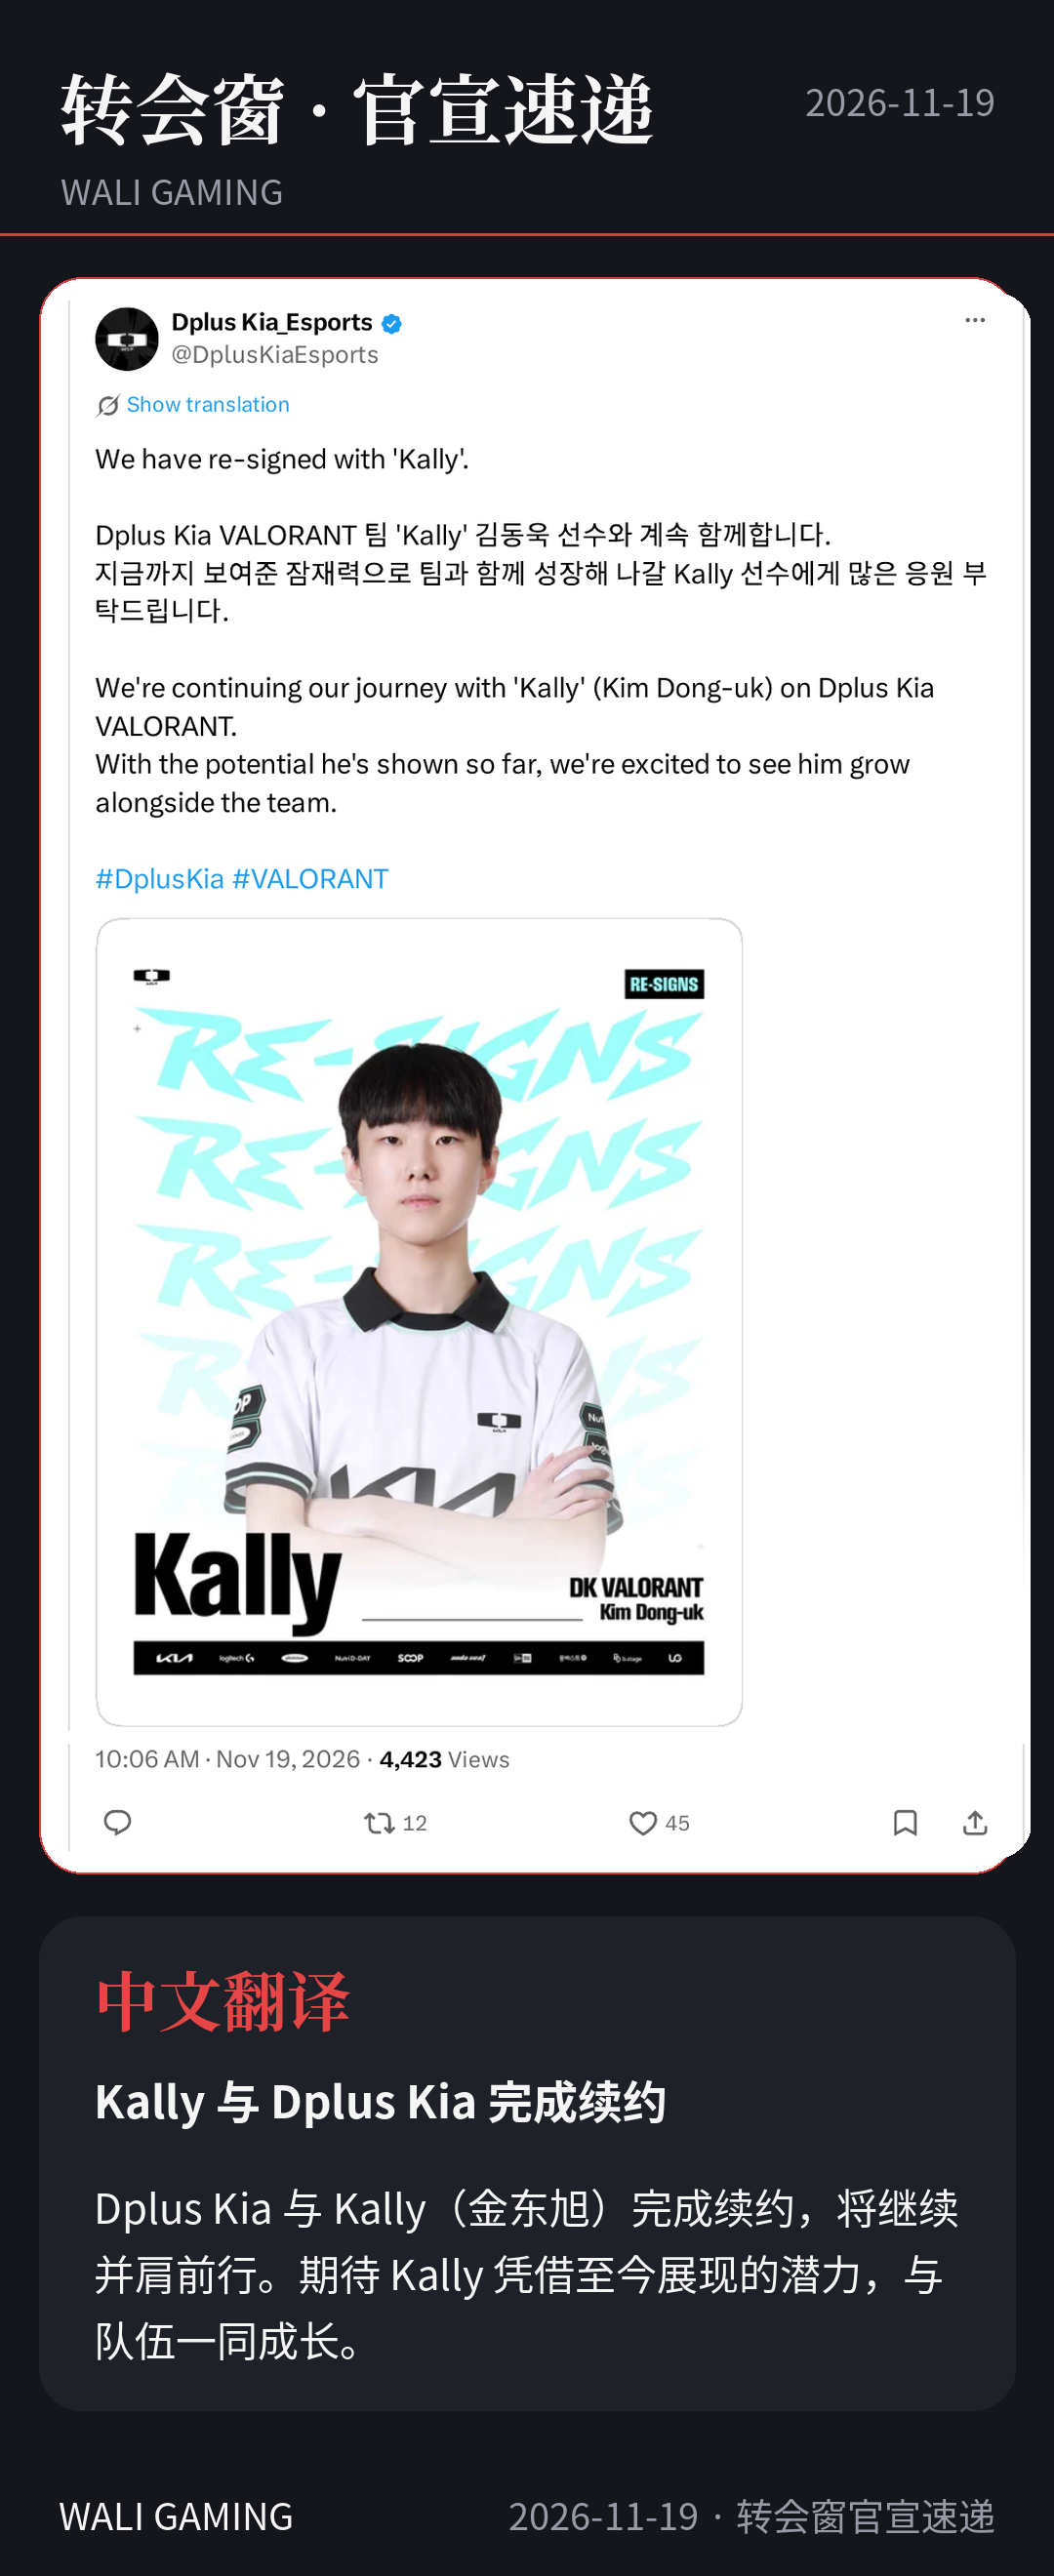 转会窗 · 官宣速递
2026-11-19
WALI GAMING
Dplus Kia_Esports
@DplusKiaEsports
Show translation
We have re-signed with 'Kally'.
Dplus Kia VALORANT 팀 'Kally' 김동욱 선수와 계속 함께합니다.
지금까지 보여준 잠재력으로 팀과 함께 성장해 나갈 Kally 선수에게 많은 응원 부
탁드립니다.
We're continuing our journey with 'Kally' (Kim Dong-uk) on Dplus Kia
VALORANT.
With the potential he's shown so far, we're excited to see him grow
alongside the team.
#DplusKia #VALORANT
RE-SIGNS
RE-SIGNS
RE-SIGNS
RE-SIGNS
KIA
Kally
DK VALORANT
Kim Dong-uk
KIA logitech G Nutri D-DAY SOOP b.stage LG
10:06 AM · Nov 19, 2026 · 4,423 Views
12
45
中文翻译
Kally 与 Dplus Kia 完成续约
Dplus Kia 与 Kally（金东旭）完成续约，将继续
并肩前行。期待 Kally 凭借至今展现的潜力，与
队伍一同成长。
WALI GAMING
2026-11-19 · 转会窗官宣速递